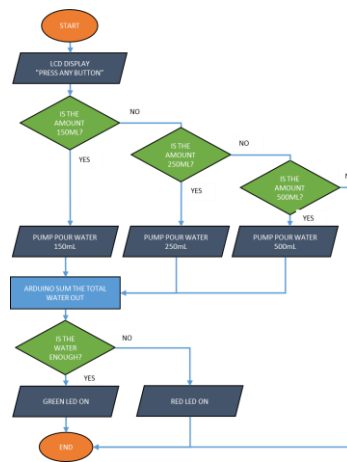 START
LCD DISPLAY
"PRESS ANY BUTTON"
IS THE
AMOUNT
150ML?
NO
YES
IS THE
AMOUNT
250ML?
NO
YES
IS THE
AMOUNT
500ML?
YES
PUMP POUR WATER
150mL
PUMP POUR WATER
250mL
PUMP POUR WATER
500mL
ARDUINO SUM THE TOTAL
WATER OUT
IS THE
WATER
ENOUGH?
NO
YES
GREEN LED ON
RED LED ON
END